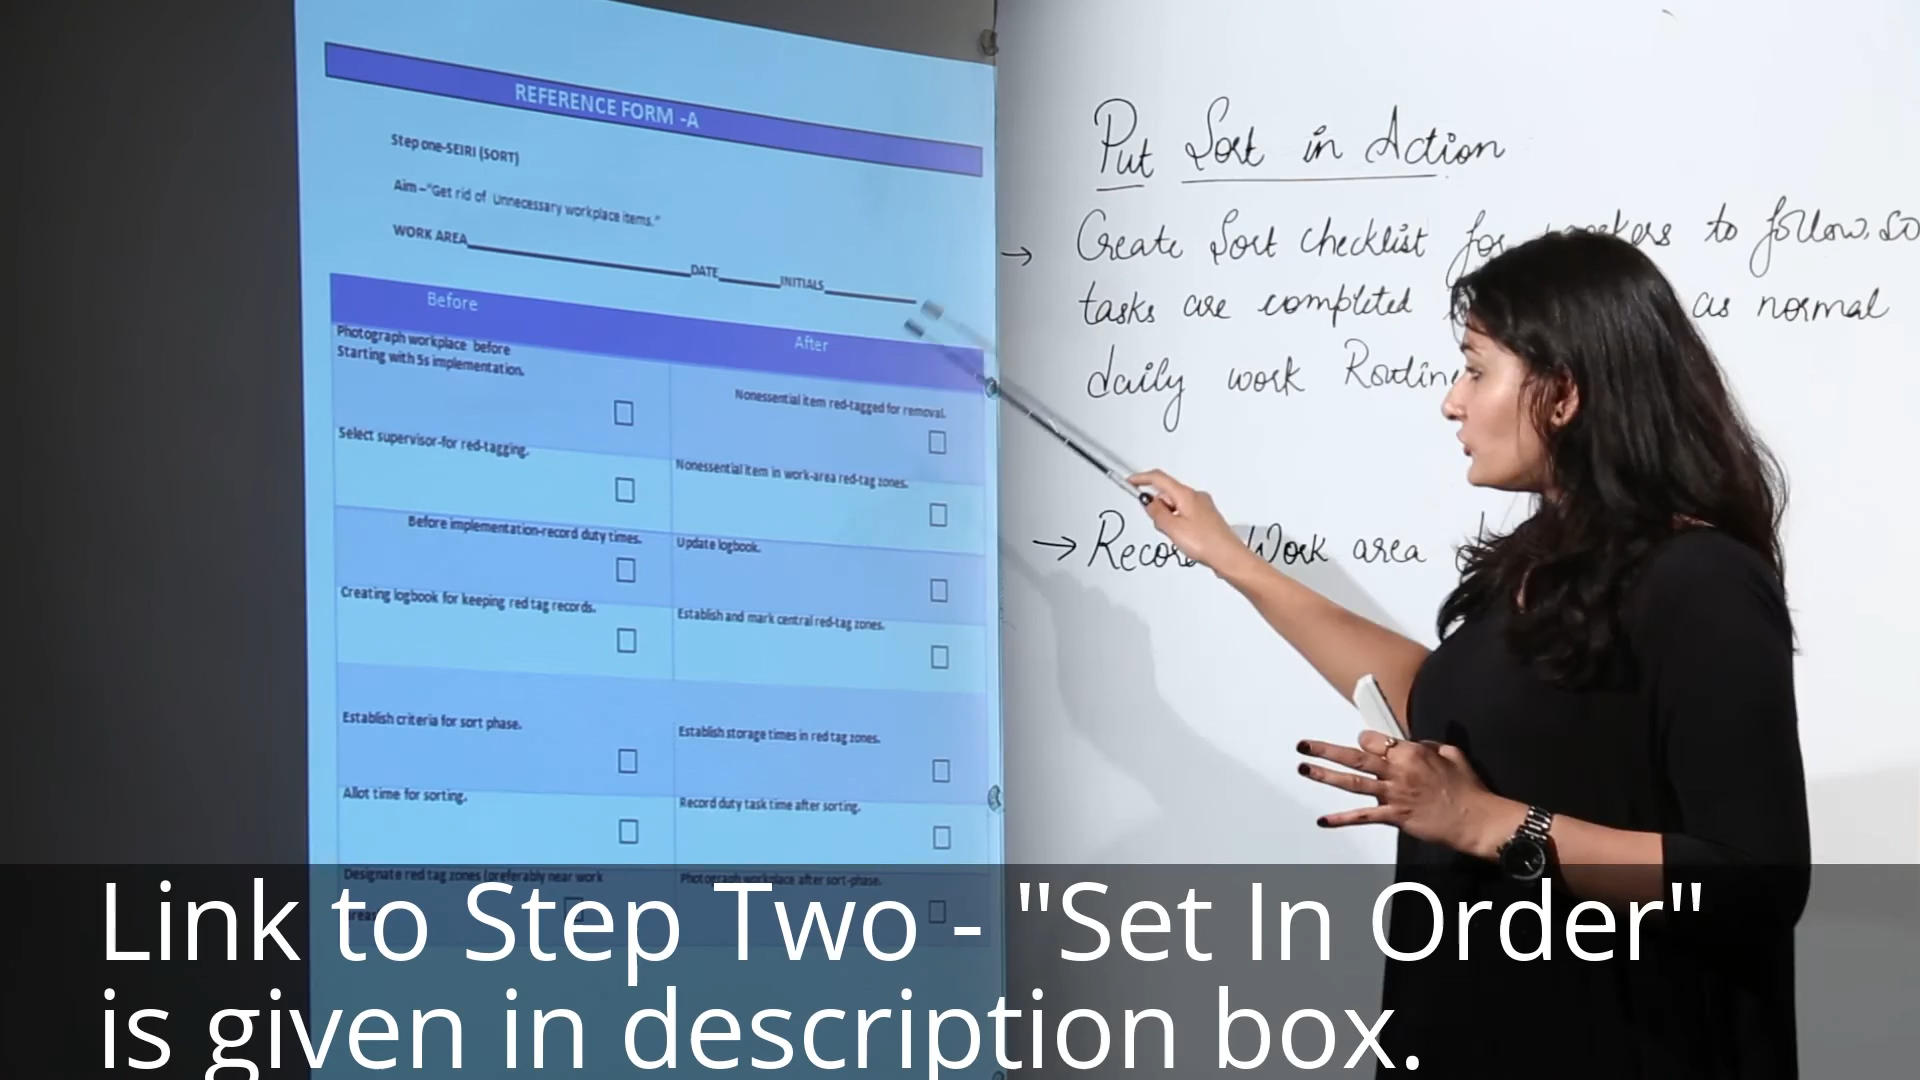 REFERENCE FORM -A
Step one-SEIRI (SORT)
Aim –"Get rid of Unnecessary workplace items."
WORK AREA DATE INITIALS
Before
After
Photograph workplace before
Starting with 5s implementation.
Select supervisor-for red-tagging.
Before implementation-record duty times.
Creating logbook for keeping red tag records.
Establish criteria for sort phase.
Allot time for sorting.
Designate red tag zones (preferably near work
areas
Nonessential item red-tagged for removal.
Nonessential item in work-area red-tag zones.
Update logbook.
Establish and mark central red-tag zones.
Establish storage times in red tag zones.
Record duty task time after sorting.
Photograph workplace after sort-phase.
Put Sort in Action
→ Create Sort checklist for workers to follow, So
tasks are completed as normal
daily work Routine
→ Record Work area
Link to Step Two - "Set In Order"
is given in description box.